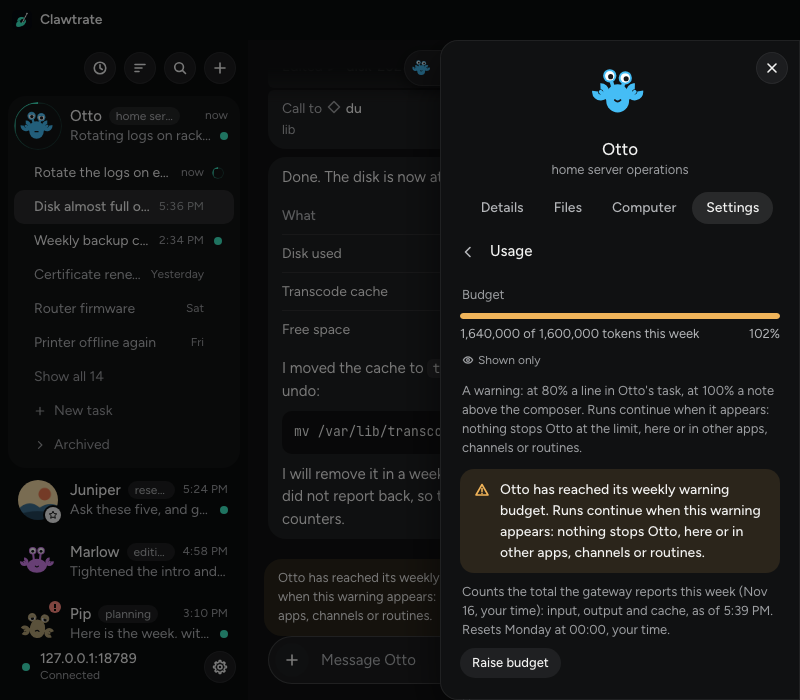 Clawtrate
Otto home ser... now
Rotating logs on rack...
Rotate the logs on e... now
Disk almost full o... 5:36 PM
Weekly backup c... 2:34 PM
Certificate rene... Yesterday
Router firmware Sat
Printer offline again Fri
Show all 14
+ New task
> Archived
Juniper rese... 5:24 PM
Ask these five, and g...
Marlow editi... 4:58 PM
Tightened the intro and...
Pip planning 3:10 PM
Here is the week. wit...
127.0.0.1:18789
Connected
Call to ◇ du
lib
Done. The disk is now at
What
Disk used
Transcode cache
Free space
I moved the cache to t
undo:
mv /var/lib/transco
I will remove it in a week
did not report back, so t
counters.
Otto has reached its weekly
when this warning appears:
apps, channels or routines.
Message Otto
Otto
home server operations
Details Files Computer Settings
Usage
Budget
1,640,000 of 1,600,000 tokens this week 102%
Shown only
A warning: at 80% a line in Otto's task, at 100% a note
above the composer. Runs continue when it appears:
nothing stops Otto at the limit, here or in other apps,
channels or routines.
Otto has reached its weekly warning
budget. Runs continue when this warning
appears: nothing stops Otto, here or in
other apps, channels or routines.
Counts the total the gateway reports this week (Nov
16, your time): input, output and cache, as of 5:39 PM.
Resets Monday at 00:00, your time.
Raise budget